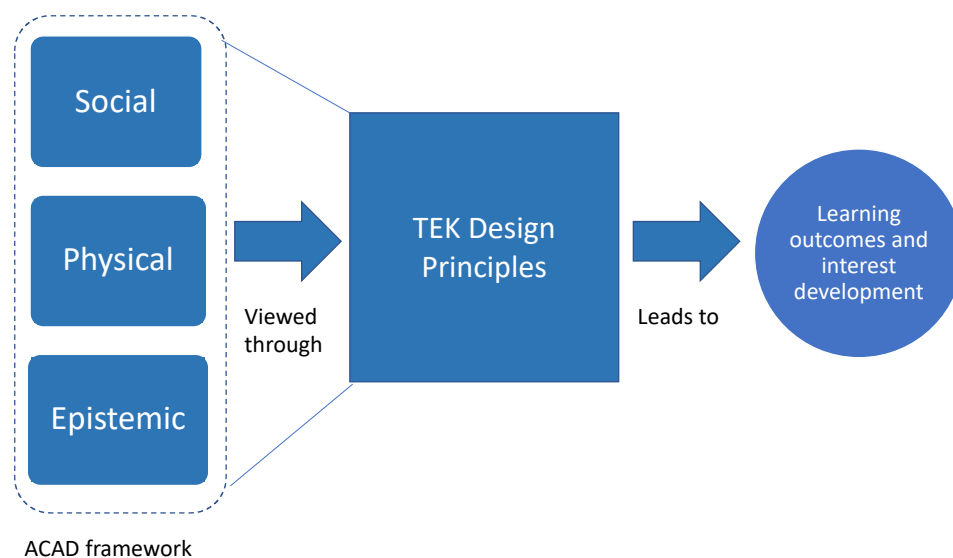 Social
Physical
Epistemic
ACAD framework
Viewed
through
TEK Design
Principles
Leads to
Learning
outcomes and
interest
development